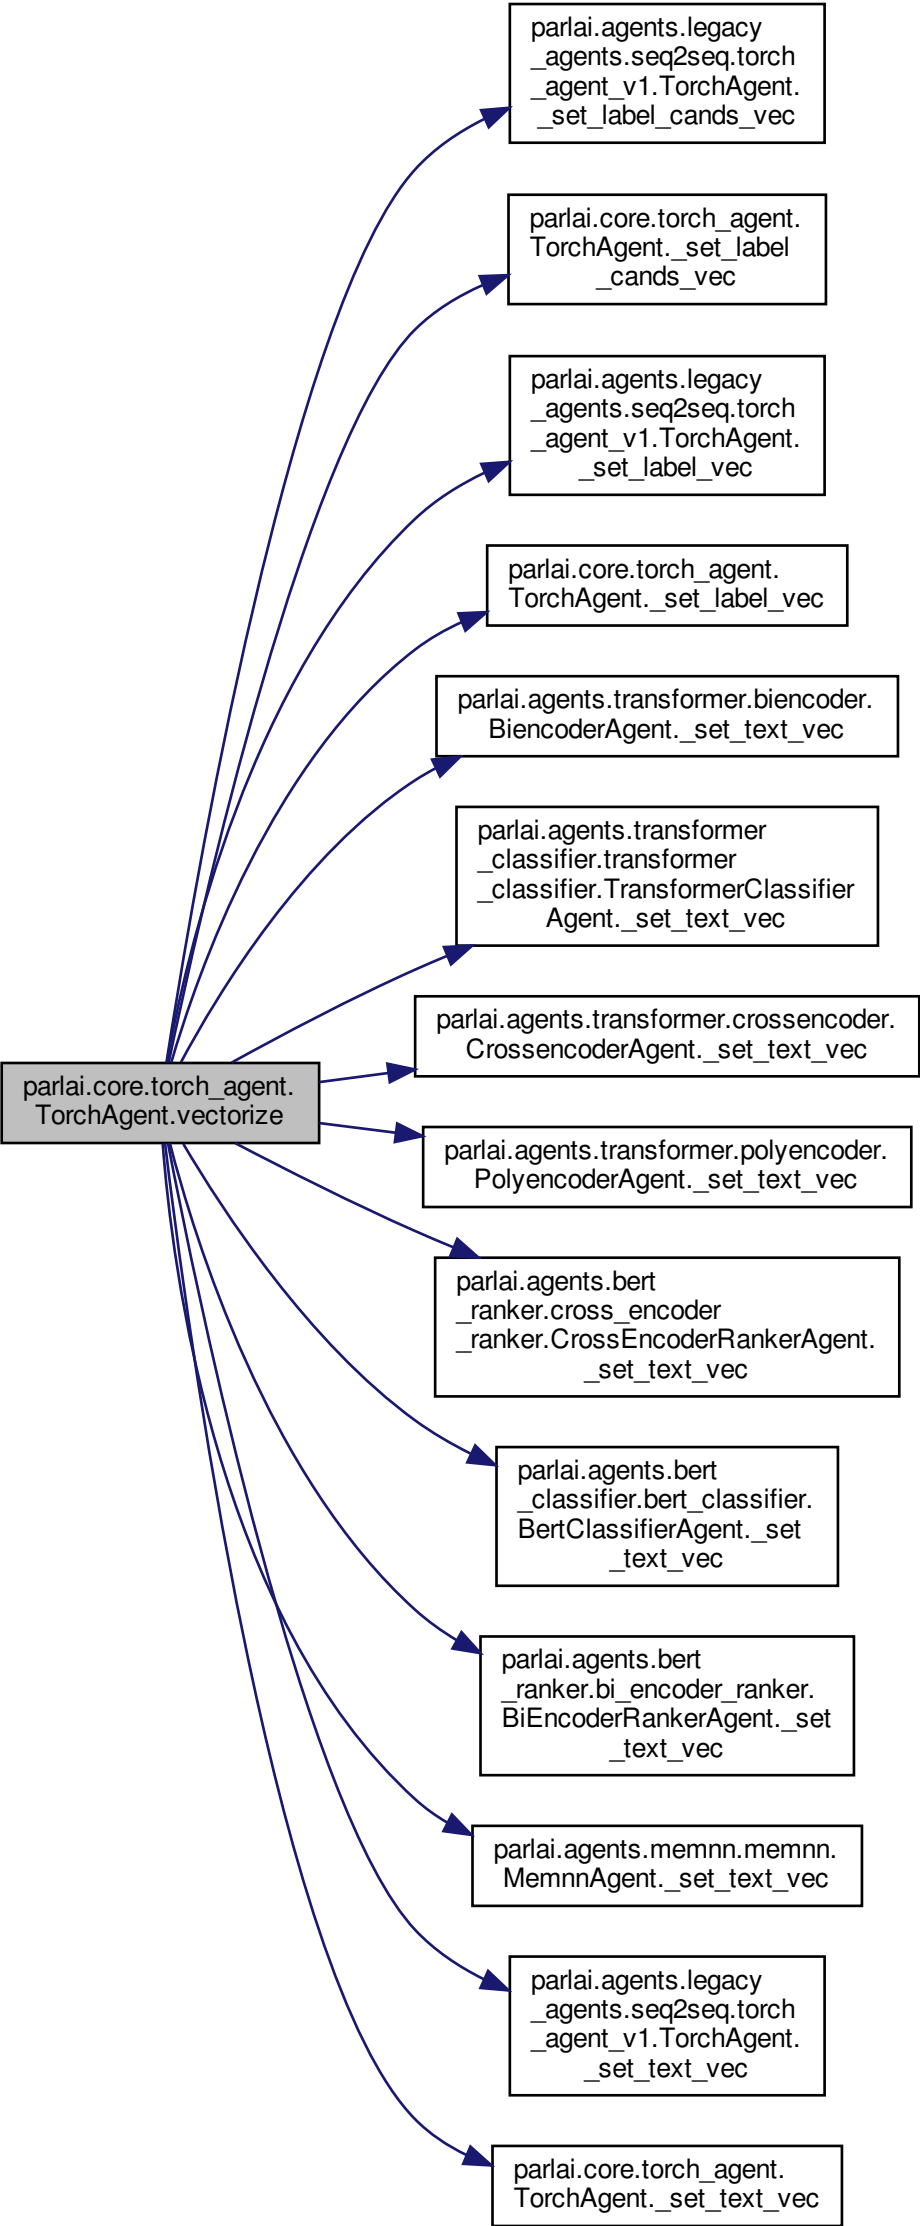 parlai.agents.legacy
_agents.seq2seq.torch
_agent_v1.TorchAgent.
_set_label_cands_vec
parlai.core.torch_agent.
TorchAgent._set_label
_cands_vec
parlai.agents.legacy
_agents.seq2seq.torch
_agent_v1.TorchAgent.
_set_label_vec
parlai.core.torch_agent.
TorchAgent._set_label_vec
parlai.agents.transformer.biencoder.
BiencoderAgent._set_text_vec
parlai.agents.transformer
_classifier.transformer
_classifier.TransformerClassifier
Agent._set_text_vec
parlai.agents.transformer.crossencoder.
CrossencoderAgent._set_text_vec
parlai.core.torch_agent.
TorchAgent.vectorize
parlai.agents.transformer.polyencoder.
PolyencoderAgent._set_text_vec
parlai.agents.bert
_ranker.cross_encoder
_ranker.CrossEncoderRankerAgent.
_set_text_vec
parlai.agents.bert
_classifier.bert_classifier.
BertClassifierAgent._set
_text_vec
parlai.agents.bert
_ranker.bi_encoder_ranker.
BiEncoderRankerAgent._set
_text_vec
parlai.agents.memnn.memnn.
MemnnAgent._set_text_vec
parlai.agents.legacy
_agents.seq2seq.torch
_agent_v1.TorchAgent.
_set_text_vec
parlai.core.torch_agent.
TorchAgent._set_text_vec